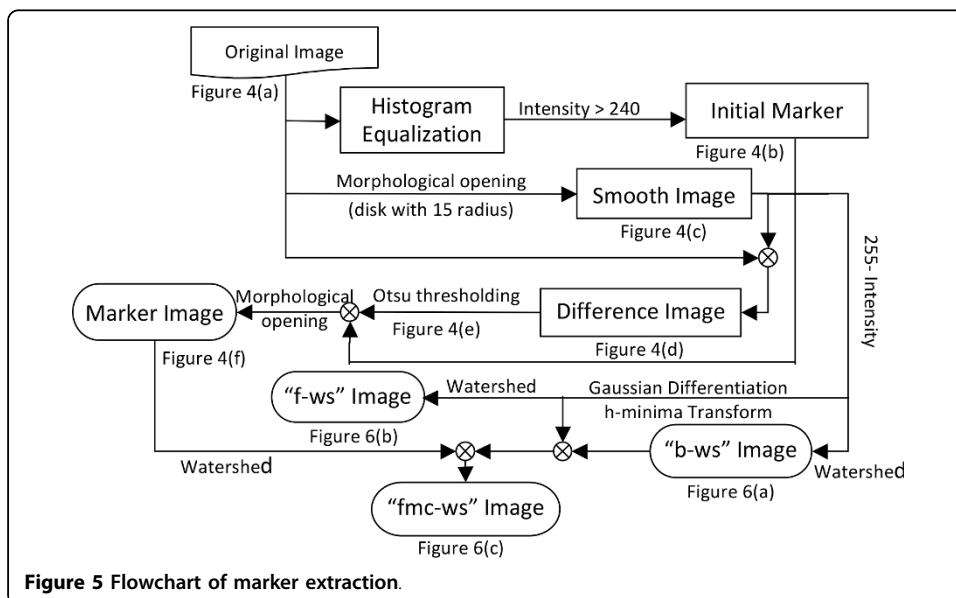 Original Image
Figure 4(a)
Histogram
Equalization
Intensity > 240
Initial Marker
Figure 4(b)
Morphological opening
(disk with 15 radius)
Smooth Image
Figure 4(c)
255- Intensity
Marker Image
Figure 4(f)
Morphological
opening
Otsu thresholding
Figure 4(e)
Difference Image
Figure 4(d)
"f-ws" Image
Figure 6(b)
Watershed
Gaussian Differentiation
h-minima Transform
Watershed
"b-ws" Image
Figure 6(a)
Watershed
"fmc-ws" Image
Figure 6(c)
Figure 5 Flowchart of marker extraction.